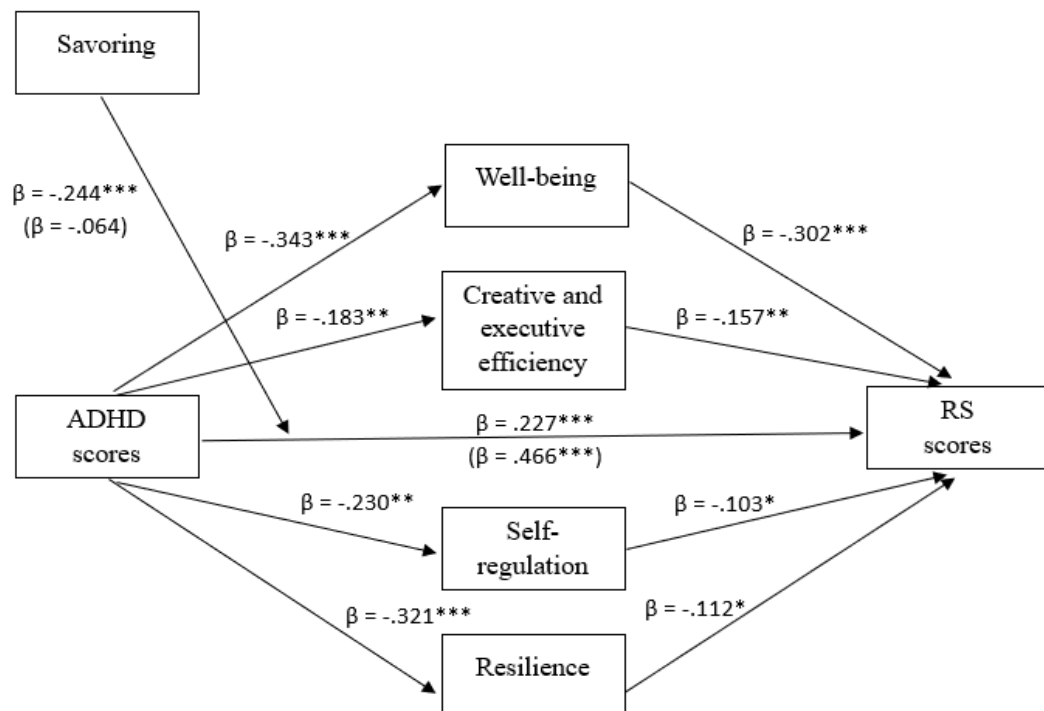 Savoring
β = -.244***
(β = -.064)
Well-being
β = -.343***
β = -.302***
Creative and
executive
efficiency
β = -.183**
β = -.157**
ADHD
scores
β = .227***
(β = .466***)
RS
scores
β = -.230**
β = -.103*
Self-
regulation
β = -.321***
β = -.112*
Resilience